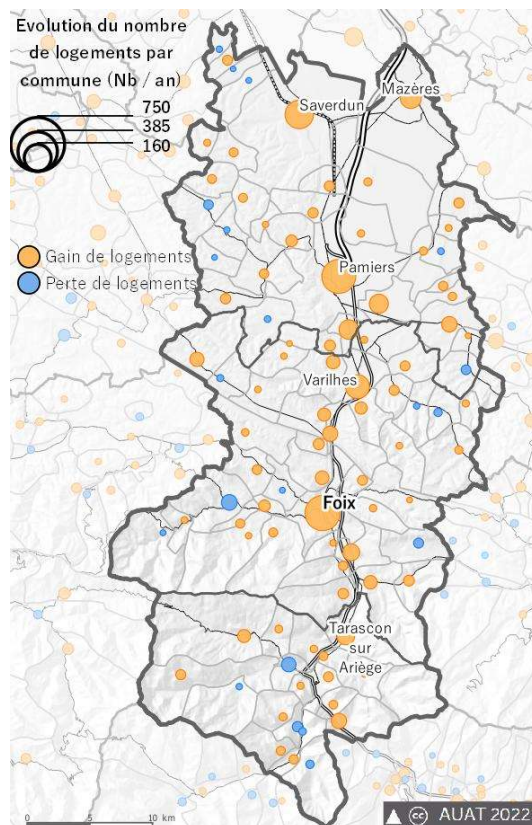 Evolution du nombre
de logements par
commune (Nb / an)
750
385
160
Gain de logements
Perte de logements
Mazères
Saverdun
Pamiers
Varilhes
Foix
Tarascon
sur
Ariège
0 5 10 km
cc AUAT 2022